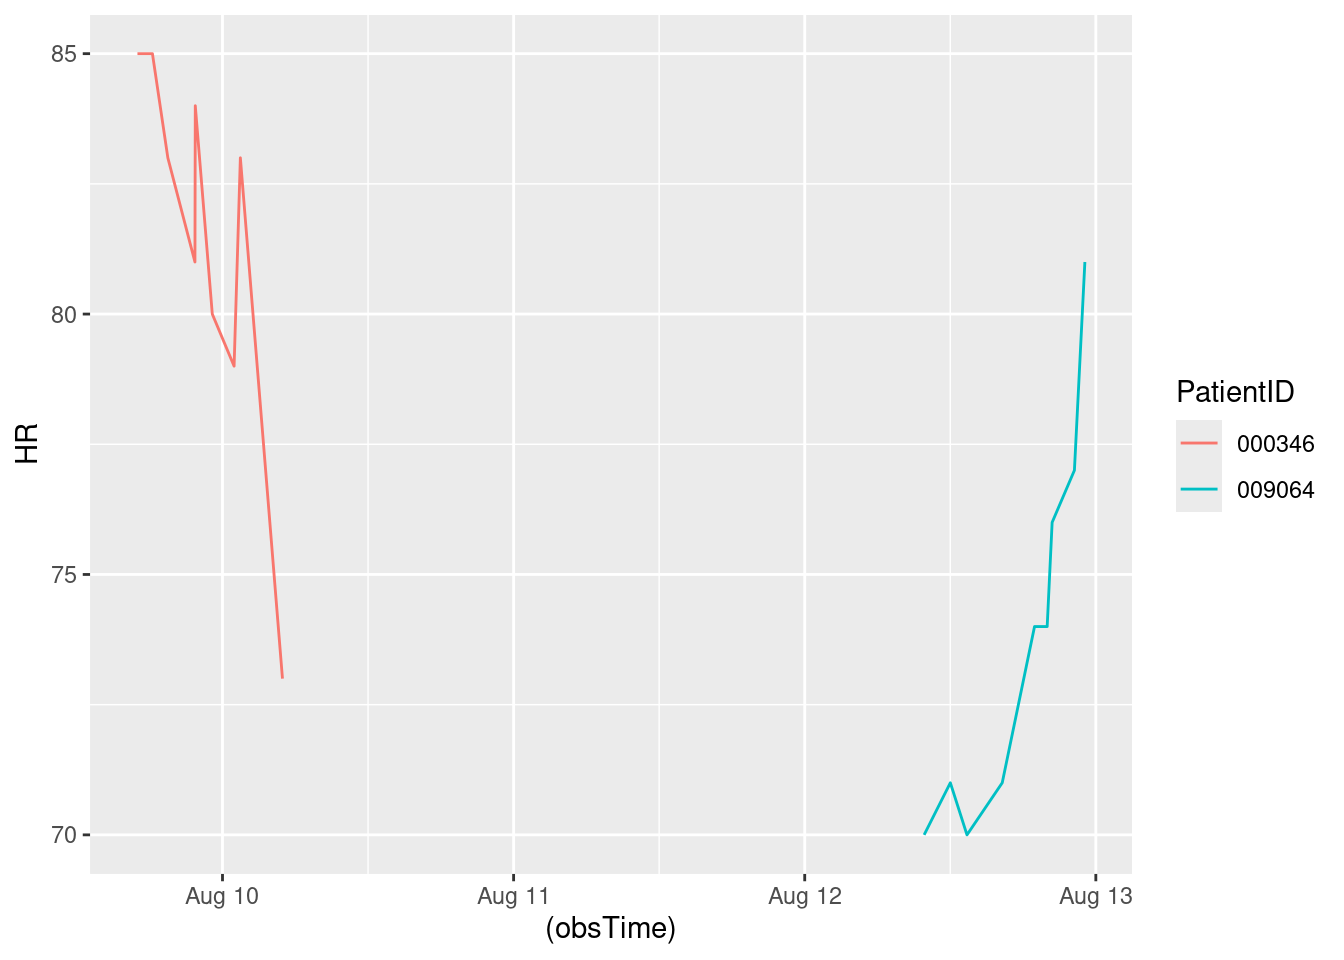 85
80
75
70
HR
Aug 10
Aug 11
Aug 12
Aug 13
(obsTime)
PatientID
000346
009064